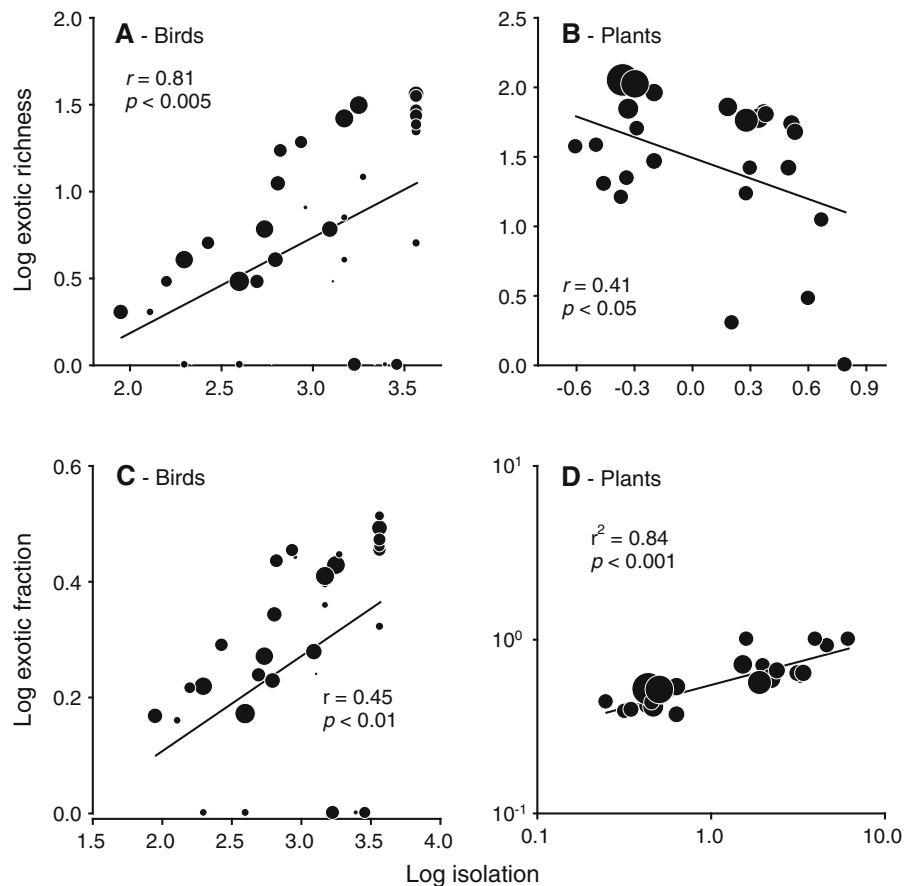 A - Birds
r = 0.81
p < 0.005
2.0
1.5
1.0
0.5
0.0
2.0 2.5 3.0 3.5
Log exotic richness
B - Plants
r = 0.41
p < 0.05
2.5
2.0
1.5
1.0
0.5
0.0
-0.6 -0.3 0.0 0.3 0.6 0.9
C - Birds
r = 0.45
p < 0.01
0.6
0.4
0.2
0.0
1.5 2.0 2.5 3.0 3.5 4.0
Log exotic fraction
D - Plants
r² = 0.84
p < 0.001
10¹
10⁰
10⁻¹
0.1 1.0 10.0
Log isolation